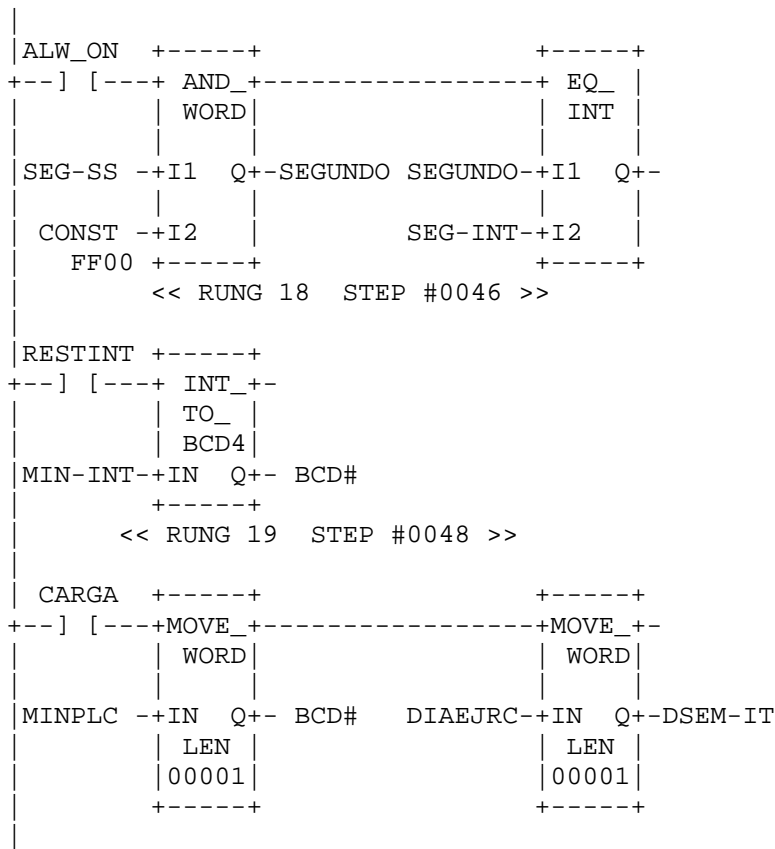 |
|ALW_ON  +-----+                 +-----+
+--] [---+ AND_+-----------------+ EQ_ |
|        | WORD|                 | INT |
|        |     |                 |     |
|SEG-SS -+I1  Q+-SEGUNDO SEGUNDO-+I1  Q+-
|        |     |                 |     |
| CONST -+I2   |         SEG-INT-+I2   |
|   FF00 +-----+                 +-----+
|        << RUNG 18  STEP #0046 >>
|
|RESTINT +-----+
+--] [---+ INT_+-
|        | TO_ |
|        | BCD4|
|MIN-INT-+IN  Q+- BCD#
|        +-----+
|      << RUNG 19  STEP #0048 >>
|
| CARGA  +-----+                 +-----+
+--] [---+MOVE_+-----------------+MOVE_+-
|        | WORD|                 | WORD|
|        |     |                 |     |
|MINPLC -+IN  Q+- BCD#   DIAEJRC-+IN  Q+-DSEM-IT
|        | LEN |                 | LEN |
|        |00001|                 |00001|
|        +-----+                 +-----+
|